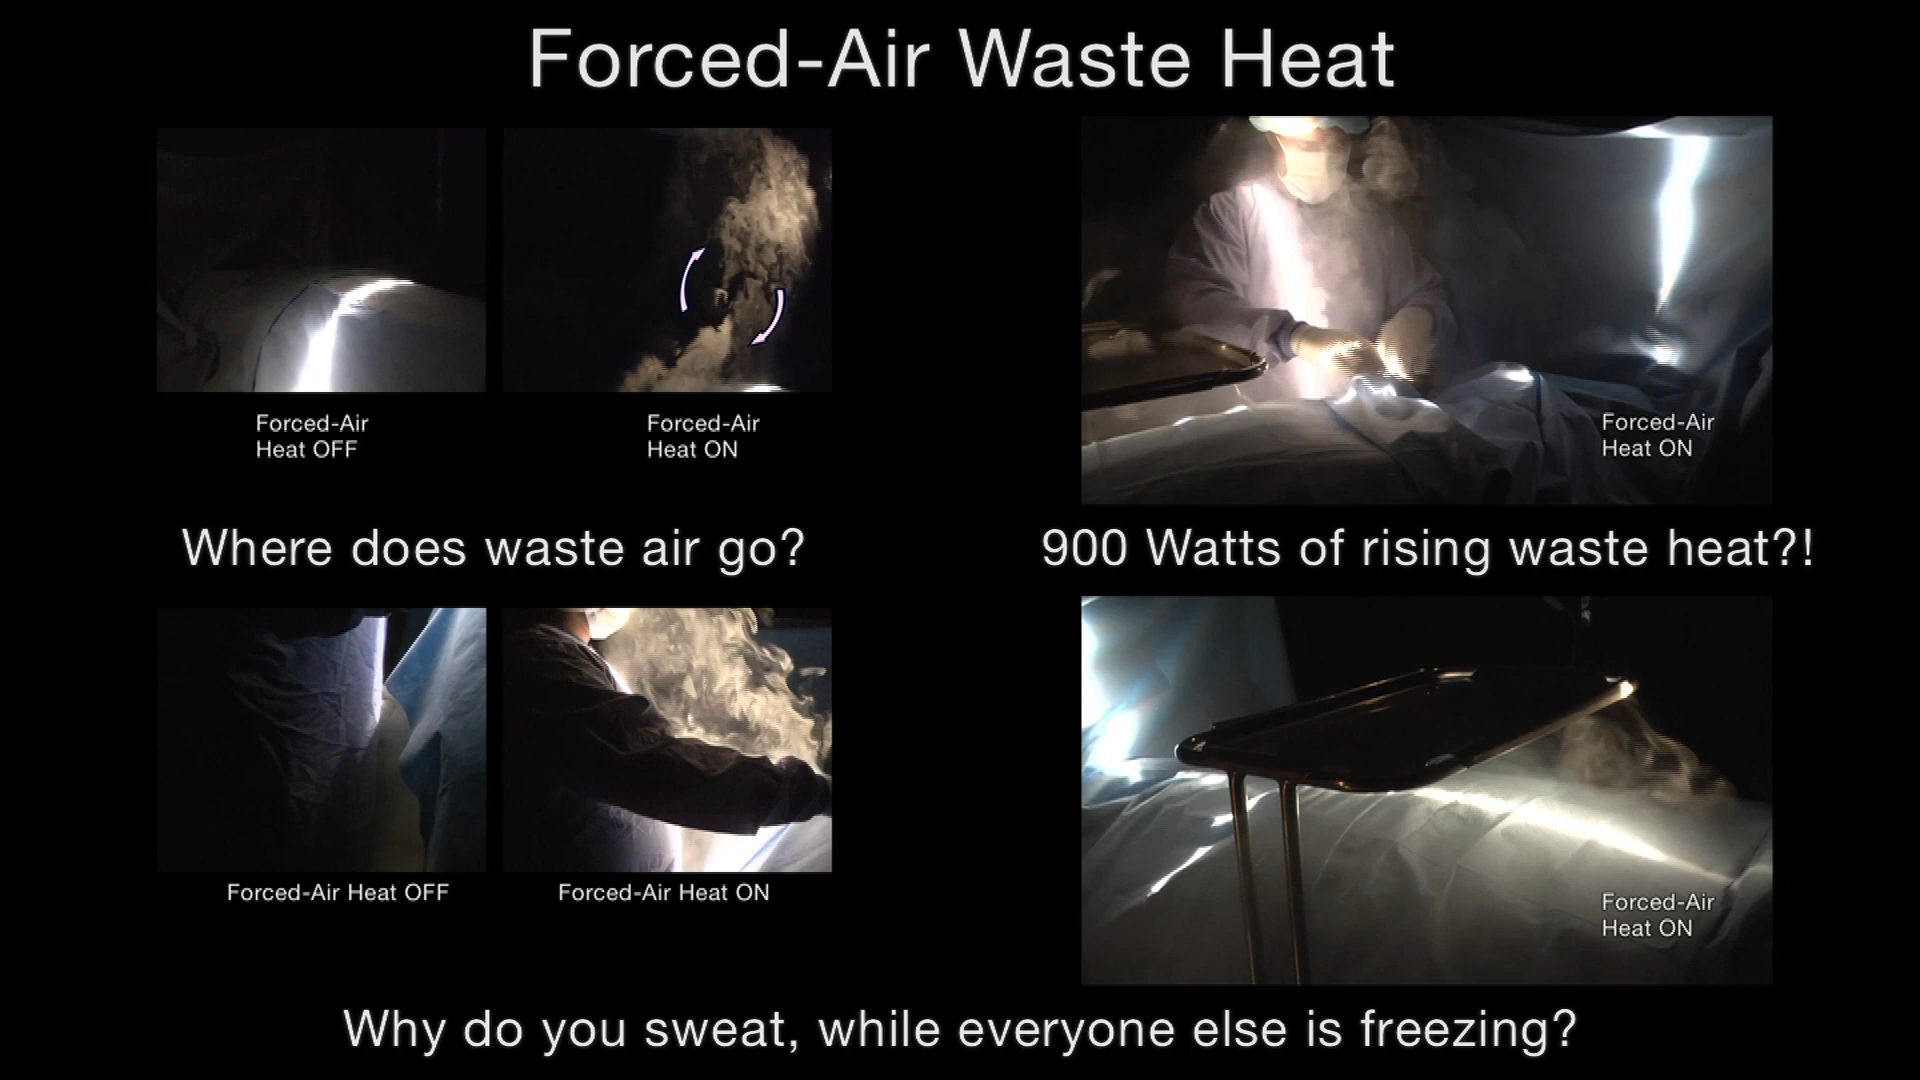 Forced-Air Waste Heat
Forced-Air
Heat OFF
Forced-Air
Heat ON
Forced-Air
Heat ON
Where does waste air go?
900 Watts of rising waste heat?!
Forced-Air Heat OFF
Forced-Air Heat ON
Forced-Air
Heat ON
Why do you sweat, while everyone else is freezing?